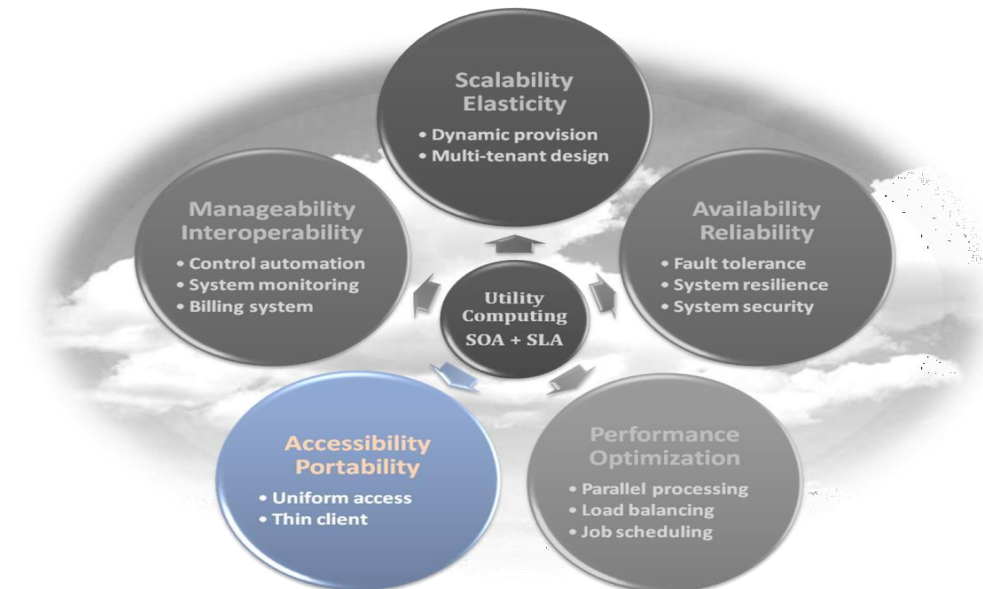 Scalability
Elasticity
• Dynamic provision
• Multi-tenant design
Manageability
Interoperability
• Control automation
• System monitoring
• Billing system
Availability
Reliability
• Fault tolerance
• System resilience
• System security
Utility
Computing
SOA + SLA
Accessibility
Portability
• Uniform access
• Thin client
Performance
Optimization
• Parallel processing
• Load balancing
• Job scheduling